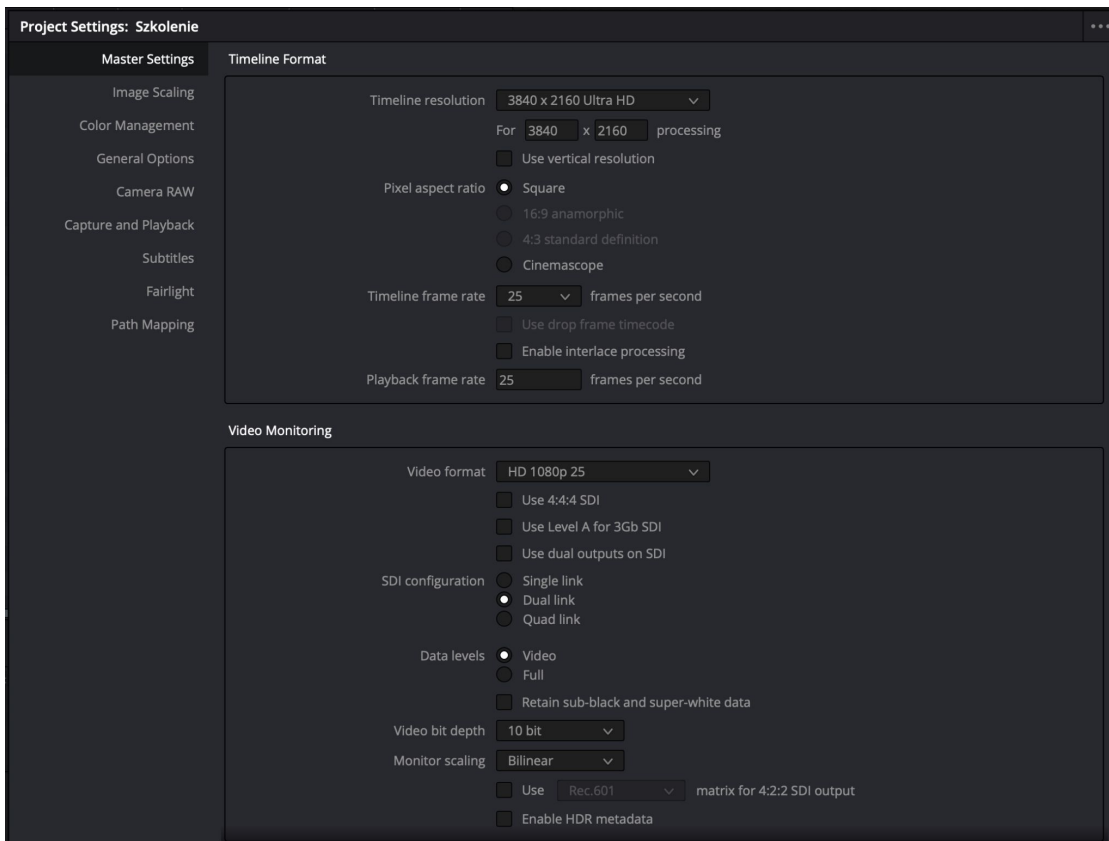 Project Settings: Szkolenie
Master Settings
Image Scaling
Color Management
General Options
Camera RAW
Capture and Playback
Subtitles
Fairlight
Path Mapping
Timeline Format
Timeline resolution 3840 x 2160 Ultra HD
For 3840 x 2160 processing
Use vertical resolution
Pixel aspect ratio Square
16:9 anamorphic
4:3 standard definition
Cinemascope
Timeline frame rate 25 frames per second
Use drop frame timecode
Enable interlace processing
Playback frame rate 25 frames per second
Video Monitoring
Video format HD 1080p 25
Use 4:4:4 SDI
Use Level A for 3Gb SDI
Use dual outputs on SDI
SDI configuration Single link
Dual link
Quad link
Data levels Video
Full
Retain sub-black and super-white data
Video bit depth 10 bit
Monitor scaling Bilinear
Use Rec.601 matrix for 4:2:2 SDI output
Enable HDR metadata